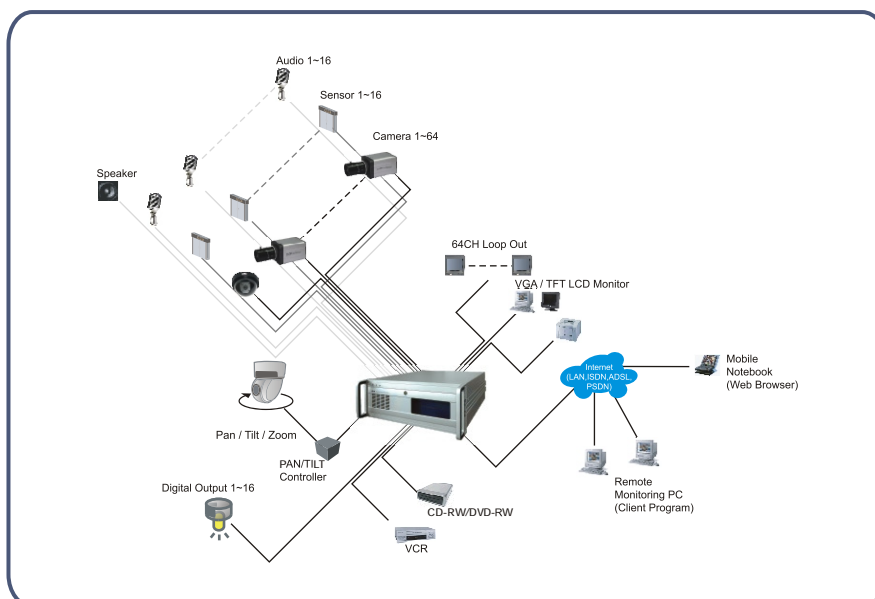 Audio 1~16
Sensor 1~16
Camera 1~64
Speaker
64CH Loop Out
VGA / TFT LCD Monitor
Internet
(LAN,ISDN,ADSL,
PSDN)
Mobile
Notebook
(Web Browser)
Pan / Tilt / Zoom
PAN/TILT
Controller
Remote
Monitoring PC
(Client Program)
Digital Output 1~16
CD-RW/DVD-RW
VCR